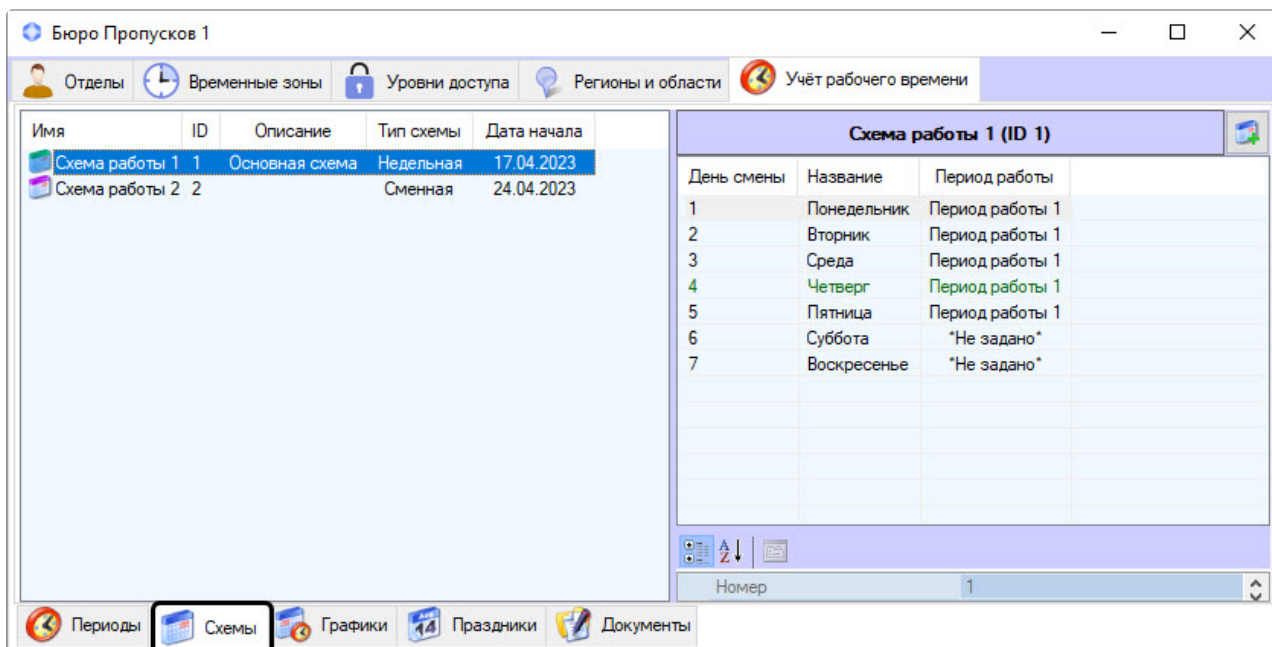 Бюро Пропусков 1
Отделы Временные зоны Уровни доступа Регионы и области Учёт рабочего времени
Имя ID Описание Тип схемы Дата начала
Схема работы 1 1 Основная схема Недельная 17.04.2023
Схема работы 2 2 Сменная 24.04.2023
Схема работы 1 (ID 1)
День смены Название Период работы
1 Понедельник Период работы 1
2 Вторник Период работы 1
3 Среда Период работы 1
4 Четверг Период работы 1
5 Пятница Период работы 1
6 Суббота *Не задано*
7 Воскресенье *Не задано*
Номер 1
Периоды Схемы Графики Праздники Документы